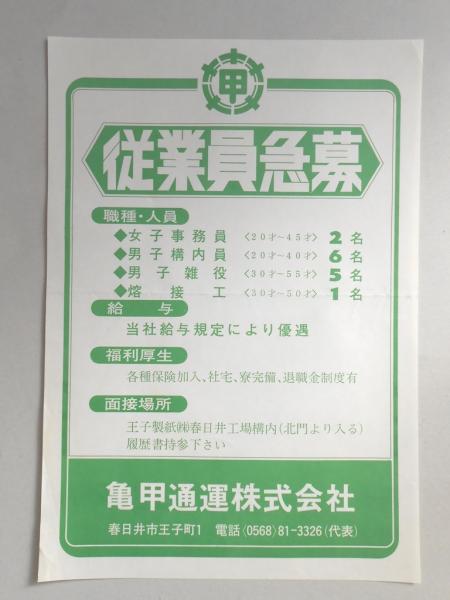 甲
従業員急募
職種・人員
◆女子事務員 〈20才〜45才〉 2名
◆男子構内員 〈20才〜40才〉 6名
◆男子雑役 〈30才〜55才〉 5名
◆熔接工 〈30才〜50才〉 1名
給与
当社給与規定により優遇
福利厚生
各種保険加入、社宅、寮完備、退職金制度有
面接場所
王子製紙㈱春日井工場構内(北門より入る)
履歴書持参下さい
亀甲通運株式会社
春日井市王子町1 電話〈0568〉81-3326(代表)